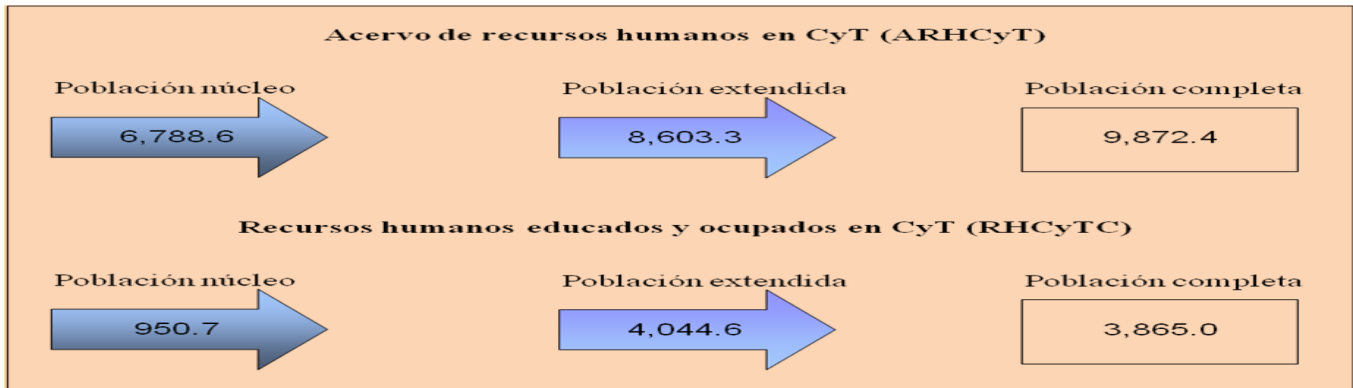 Acervo de recursos humanos en CyT (ARHCyT)
Población núcleo Población extendida Población completa
6,788.6 8,603.3 9,872.4
Recursos humanos educados y ocupados en CyT (RHCyTC)
Población núcleo Población extendida Población completa
950.7 4,044.6 3,865.0